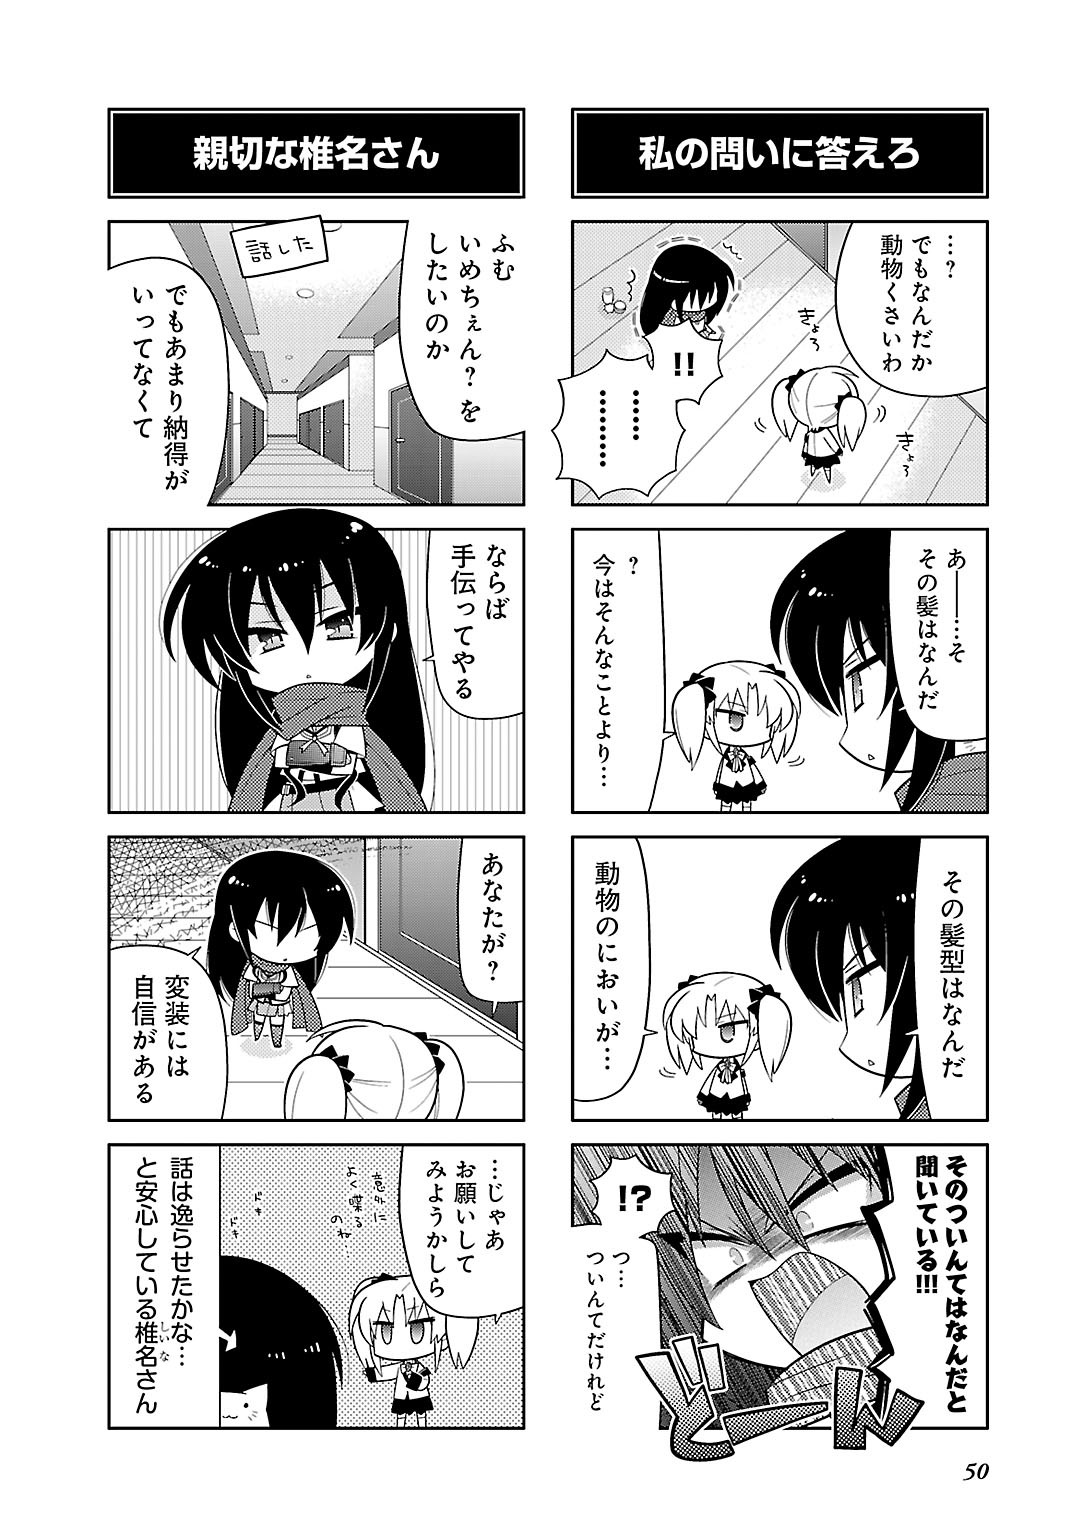 私の問いに答えろ
…？
でもなんだか
動物くさいわ
きょろ
きょろ
!!
………
………
あ――…そ
その髪はなんだ
？
今はそんなことより…
その髪型はなんだ
動物のにおいが…
そのついんてはなんだと
聞いている!!!
!?
つ…
ついんてだけれど
どーん
親切な椎名さん
ふむ
いめちぇん？を
したいのか
話した
でもあまり納得が
いってなくて
ならば
手伝ってやる
あなたが？
変装には
自信がある
…じゃあ
お願いして
みようかしら
意外に
よく喋る
のね…
ドキ
ドキ
話は逸らせたかな…
と安心している椎名さん
しいな
50